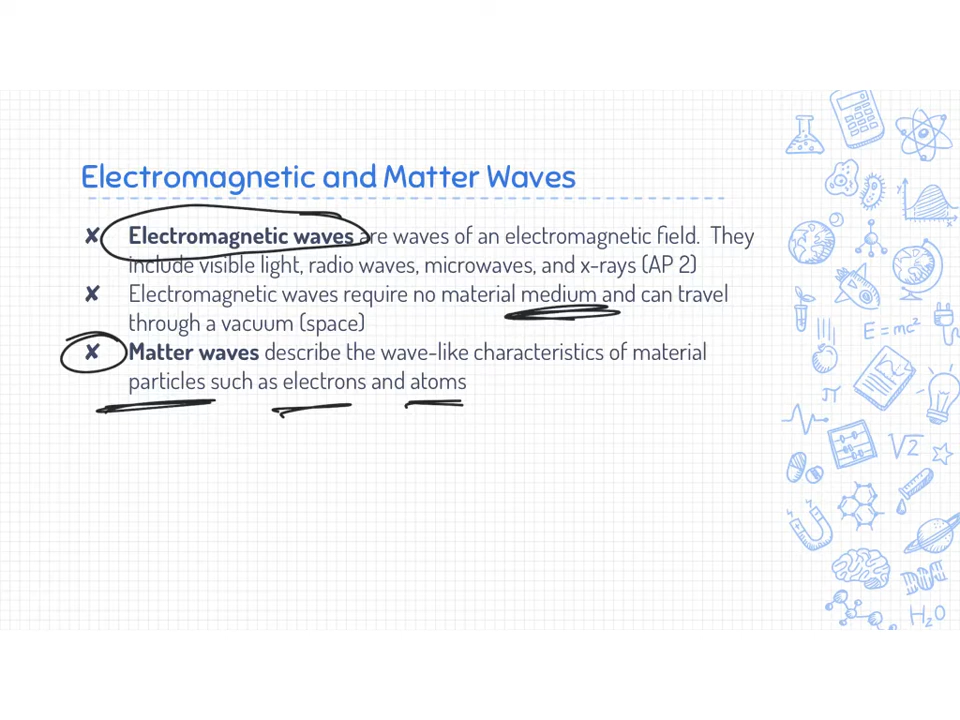 Electromagnetic and Matter Waves
✘ Electromagnetic waves are waves of an electromagnetic field. They
include visible light, radio waves, microwaves, and x-rays (AP 2)
✘ Electromagnetic waves require no material medium and can travel
through a vacuum (space)
✘ Matter waves describe the wave-like characteristics of material
particles such as electrons and atoms
y
x
E=mc²
π
√2
H₂O